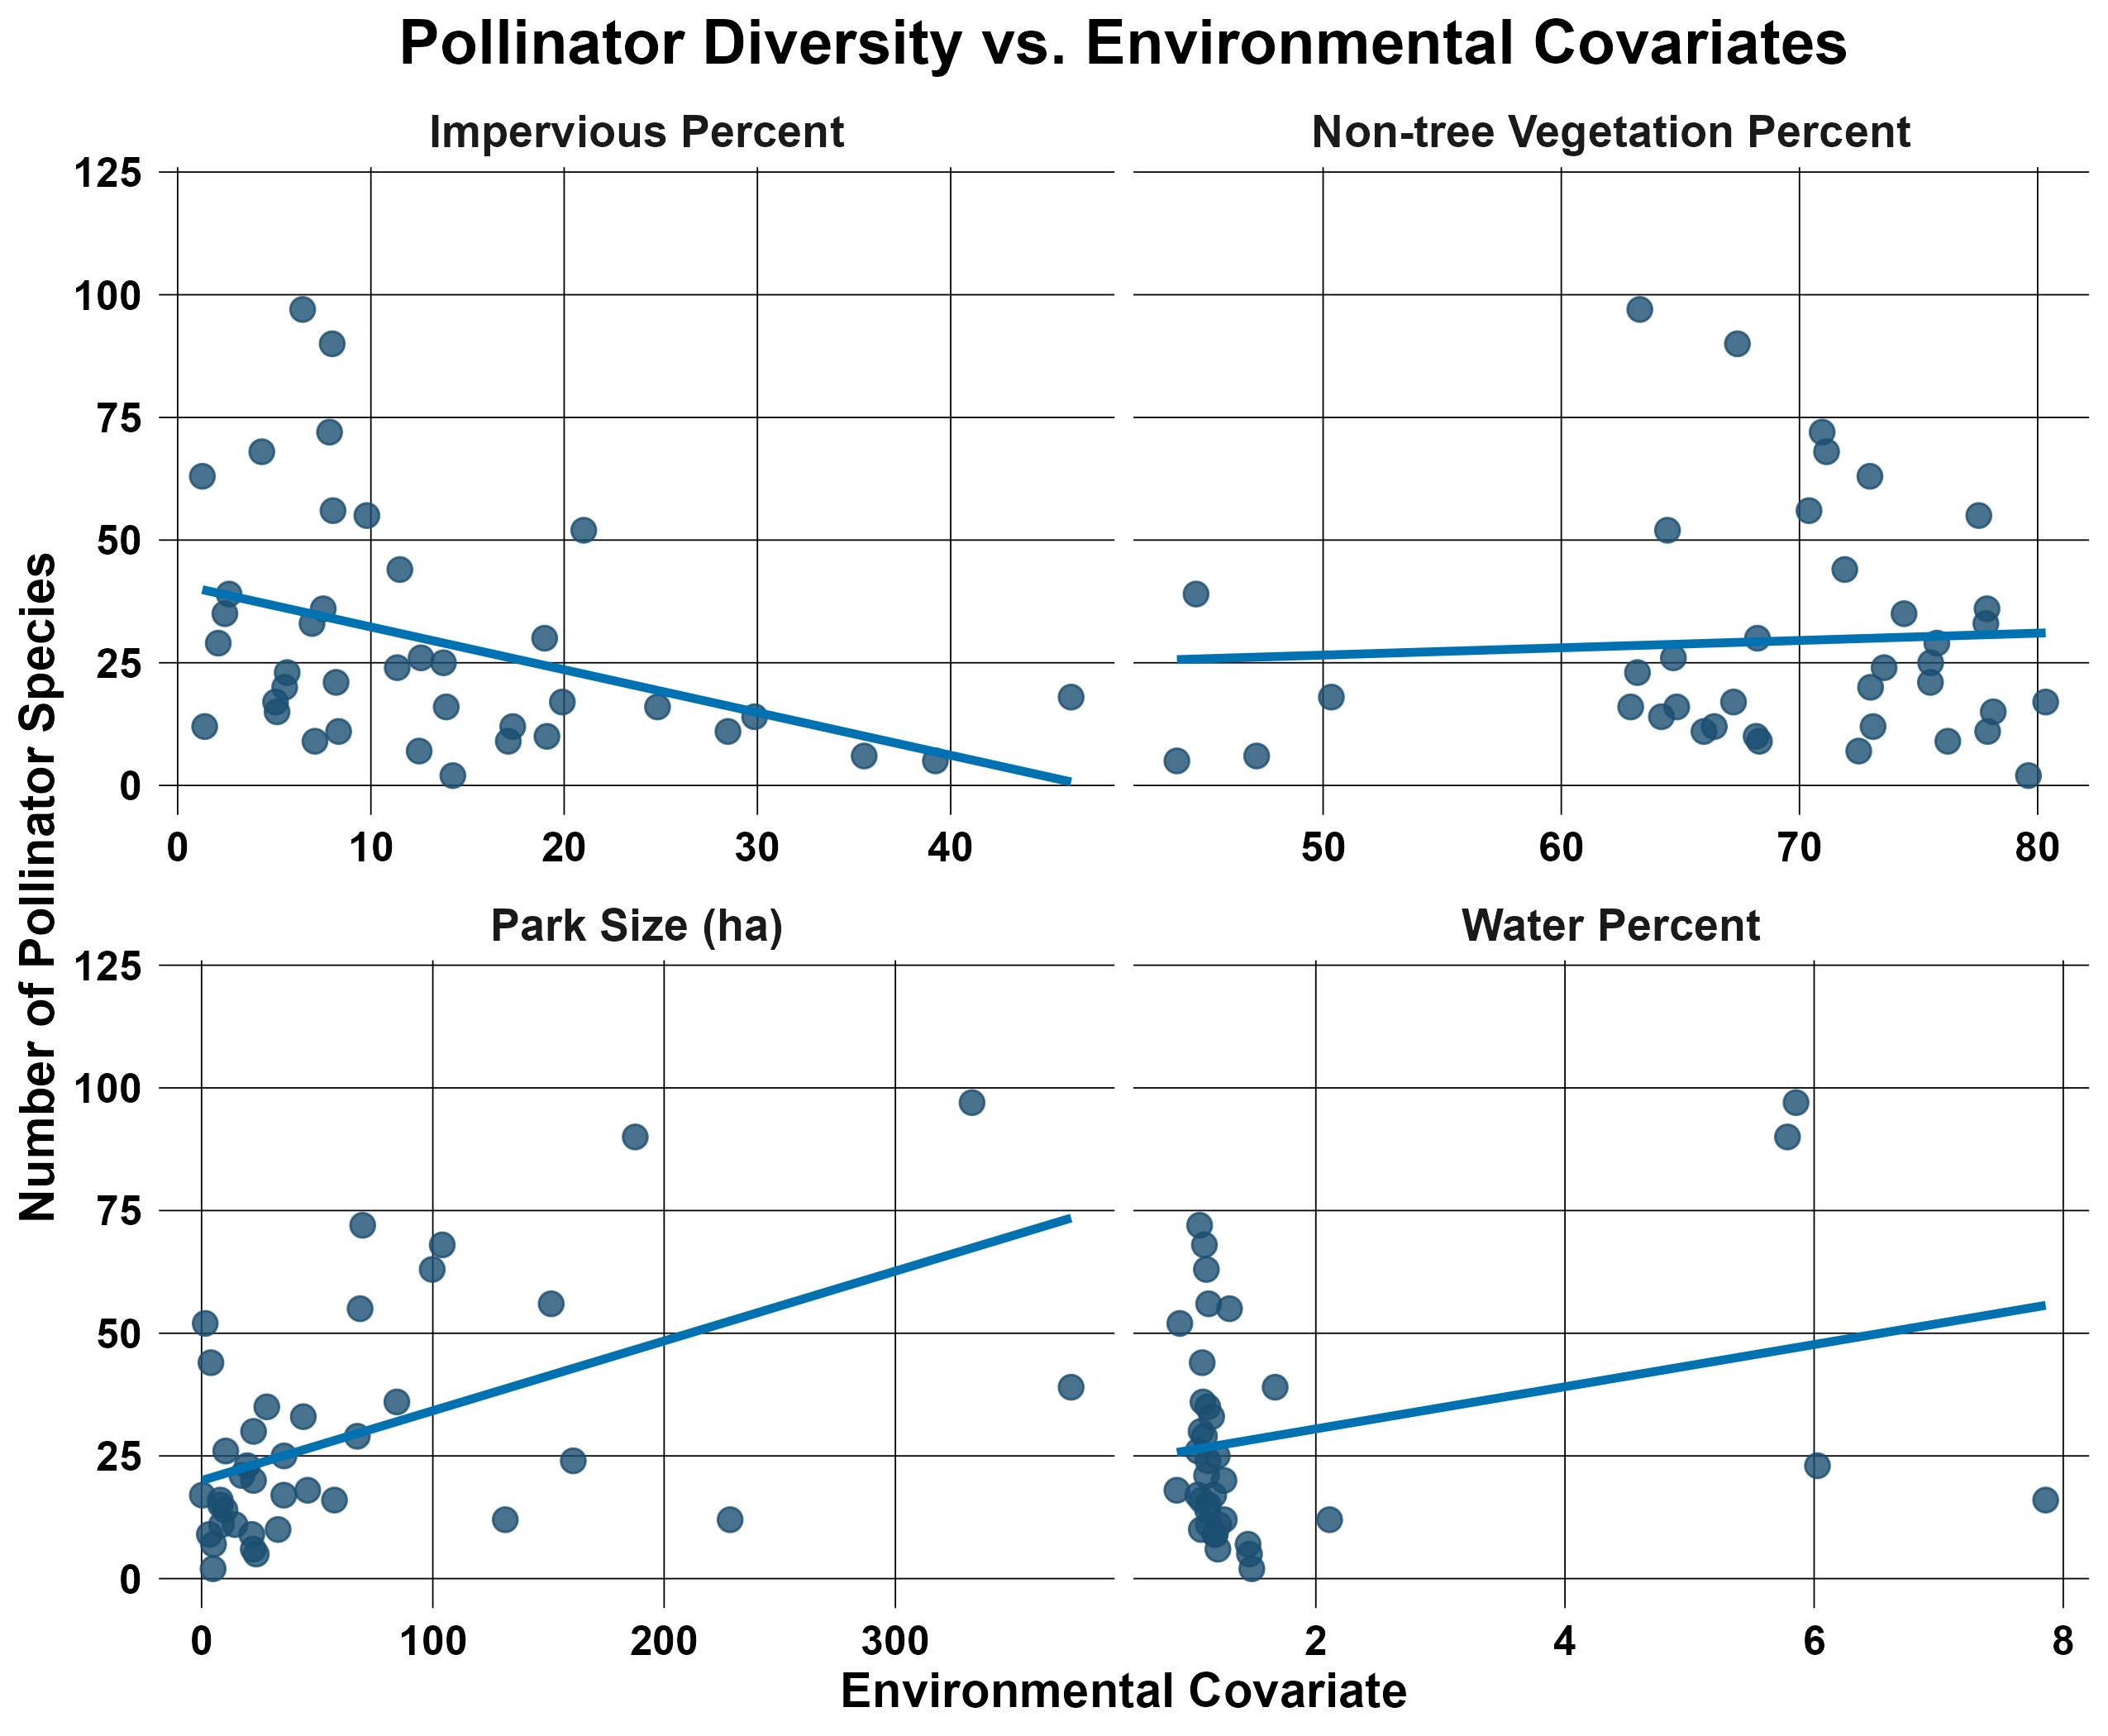 Pollinator Diversity vs. Environmental Covariates
Impervious Percent
Non-tree Vegetation Percent
125
100
75
50
25
0
0 10 20 30 40
50 60 70 80
Number of Pollinator Species
Park Size (ha)
Water Percent
125
100
75
50
25
0
0 100 200 300
2 4 6 8
Environmental Covariate